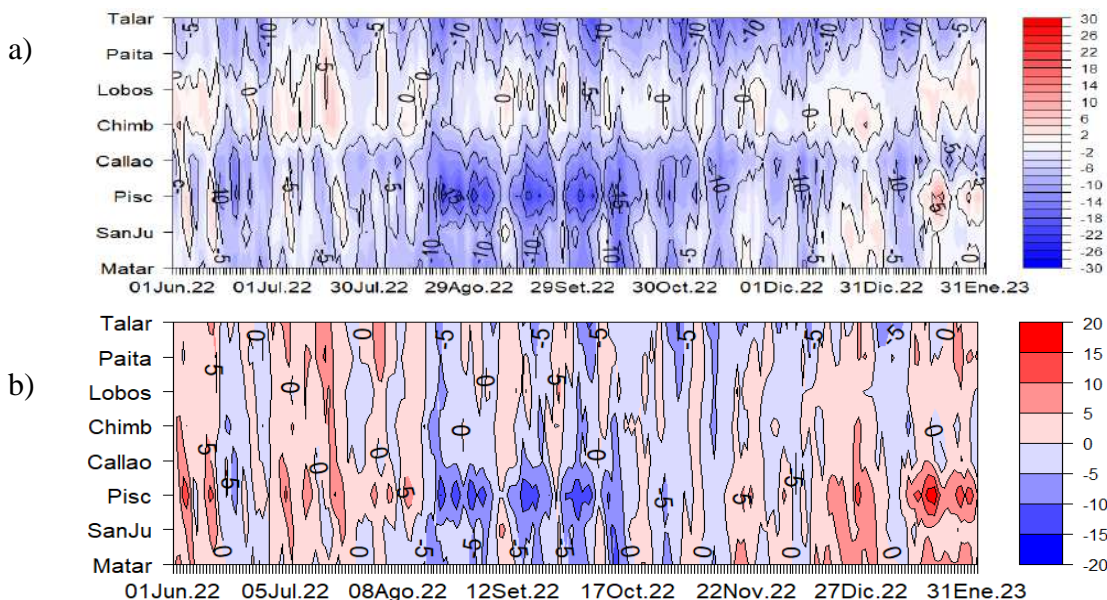 a)
Talar
Paita
Lobos
Chimb
Callao
Pisc
SanJu
Matar
01Jun.22 01Jul.22 30Jul.22 29Ago.22 29Set.22 30Oct.22 01Dic.22 31Dic.22 31Ene.23
30
26
22
18
14
10
6
2
-2
-6
-10
-14
-18
-22
-26
-30
b)
Talar
Paita
Lobos
Chimb
Callao
Pisc
SanJu
Matar
01Jun.22 05Jul.22 08Ago.22 12Set.22 17Oct.22 22Nov.22 27Dic.22 31Ene.23
20
15
10
5
0
-5
-10
-15
-20